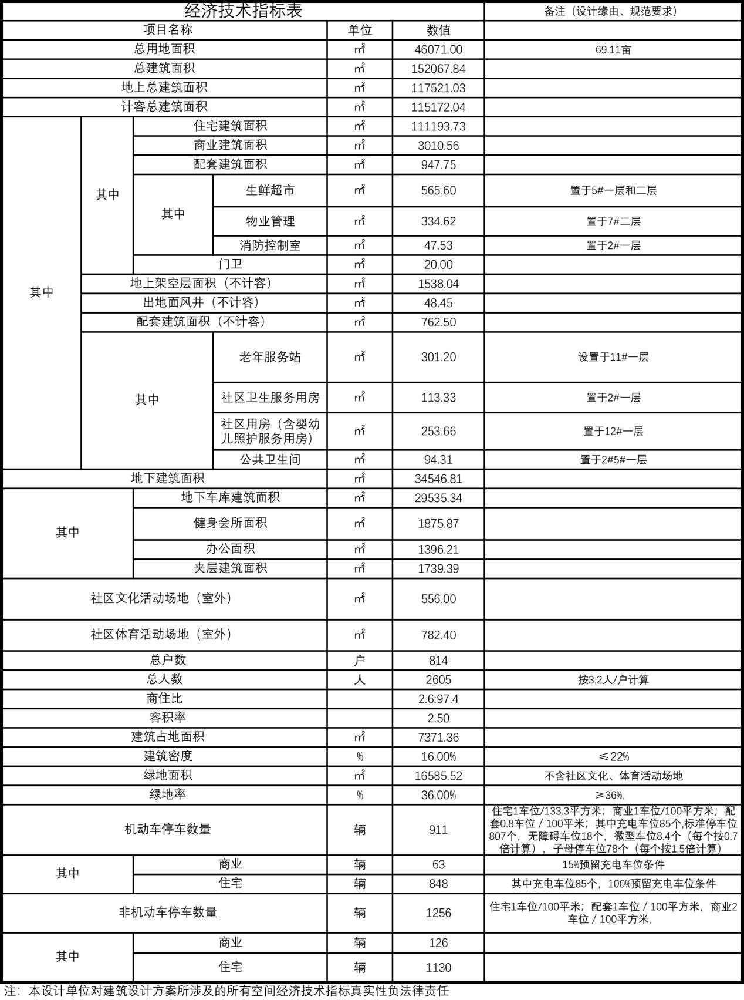 经济技术指标表 备注（设计缘由、规范要求）
项目名称 单位 数值
总用地面积 ㎡ 46071.00 69.11亩
总建筑面积 ㎡ 152067.84
地上总建筑面积 ㎡ 117521.03
计容总建筑面积 ㎡ 115172.04
其中 其中 住宅建筑面积 ㎡ 111193.73
商业建筑面积 ㎡ 3010.56
配套建筑面积 ㎡ 947.75
其中 生鲜超市 ㎡ 565.60 置于5#一层和二层
物业管理 ㎡ 334.62 置于7#二层
消防控制室 ㎡ 47.53 置于2#一层
门卫 ㎡ 20.00
地上架空层面积（不计容） ㎡ 1538.04
出地面风井（不计容） ㎡ 48.45
配套建筑面积（不计容） ㎡ 762.50
其中 老年服务站 ㎡ 301.20 设置于11#一层
社区卫生服务用房 ㎡ 113.33 置于2#一层
社区用房（含婴幼
儿照护服务用房） ㎡ 253.66 置于12#一层
公共卫生间 ㎡ 94.31 置于2#5#一层
地下建筑面积 ㎡ 34546.81
其中 地下车库建筑面积 ㎡ 29535.34
健身会所面积 ㎡ 1875.87
办公面积 ㎡ 1396.21
夹层建筑面积 ㎡ 1739.39
社区文化活动场地（室外） ㎡ 556.00
社区体育活动场地（室外） ㎡ 782.40
总户数 户 814
总人数 人 2605 按3.2人/户计算
商住比 2.6:97.4
容积率 2.50
建筑占地面积 ㎡ 7371.36
建筑密度 % 16.00% ≤22%
绿地面积 ㎡ 16585.52 不含社区文化、体育活动场地
绿地率 % 36.00% ≥36%,
机动车停车数量 辆 911 住宅1车位/133.3平方米；商业1车位/100平方米；配
套0.8车位／100平米；其中充电车位85个,标准停车位
807个，无障碍车位18个，微型车位8.4个（每个按0.7
倍计算），子母停车位78个（每个按1.5倍计算）
其中 商业 辆 63 15%预留充电车位条件
住宅 辆 848 其中充电车位85个，100%预留充电车位条件
非机动车停车数量 辆 1256 住宅1车位/100平米；配套1车位／100平方米，商业2
车位／100平方米，
其中 商业 辆 126
住宅 辆 1130
注：本设计单位对建筑设计方案所涉及的所有空间经济技术指标真实性负法律责任